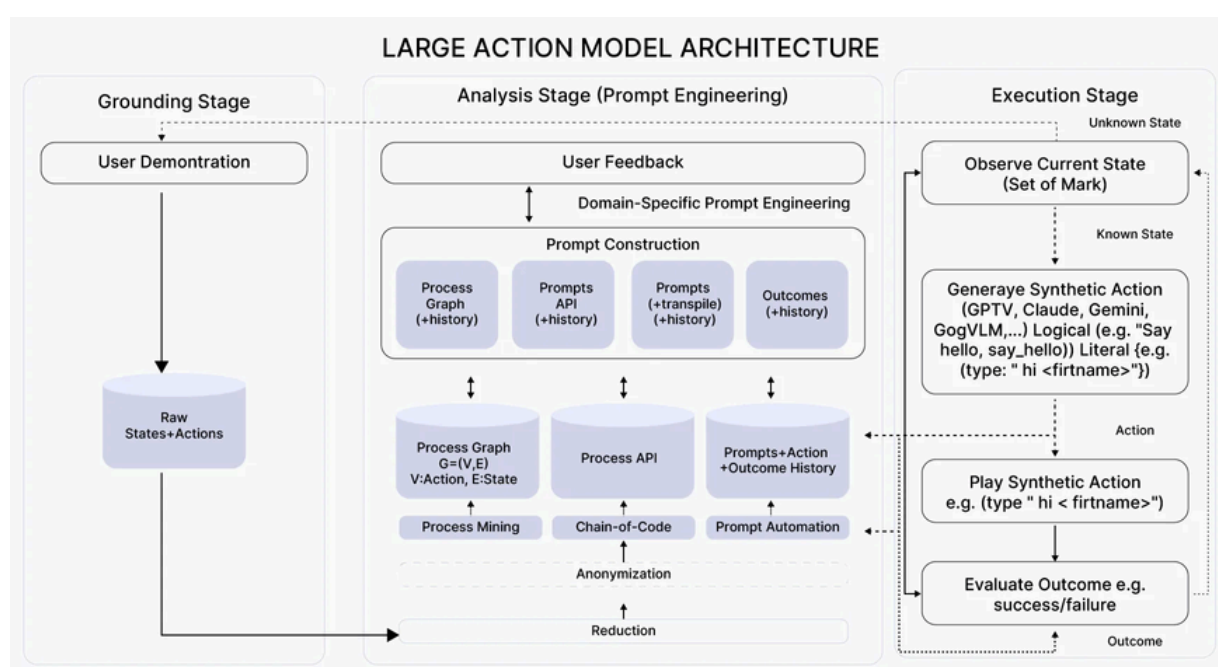 LARGE ACTION MODEL ARCHITECTURE
Grounding Stage
User Demontration
Raw
States+Actions
Analysis Stage (Prompt Engineering)
User Feedback
Domain-Specific Prompt Engineering
Prompt Construction
Process
Graph
(+history)
Prompts
API
(+history)
Prompts
(+transpile)
(+history)
Outcomes
(+history)
Process Graph
G=(V,E)
V:Action, E:State
Process API
Prompts+Action
+Outcome History
Process Mining
Chain-of-Code
Prompt Automation
Anonymization
Reduction
Execution Stage
Unknown State
Observe Current State
(Set of Mark)
Known State
Generaye Synthetic Action
(GPTV, Claude, Gemini,
GogVLM,...) Logical (e.g. "Say
hello, say_hello)) Literal {e.g.
(type: " hi <firtname>"})
Action
Play Synthetic Action
e.g. (type " hi < firtname>")
Evaluate Outcome e.g.
success/failure
Outcome